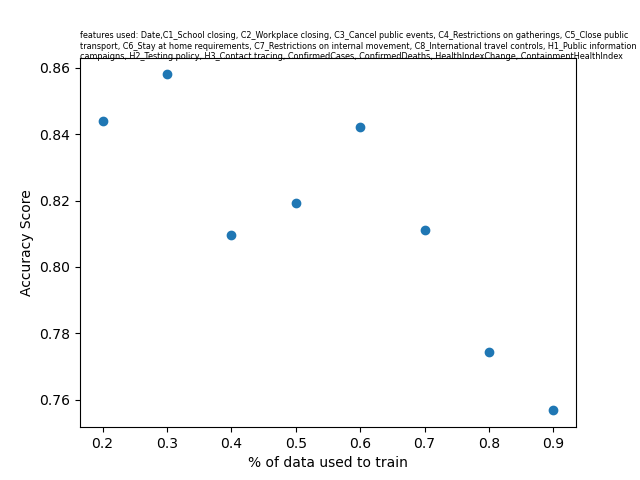 features used: Date,C1_School closing, C2_Workplace closing, C3_Cancel public events, C4_Restrictions on gatherings, C5_Close public
transport, C6_Stay at home requirements, C7_Restrictions on internal movement, C8_International travel controls, H1_Public information
campaigns, H2_Testing policy, H3_Contact tracing, ConfirmedCases, ConfirmedDeaths, HealthIndexChange, ContainmentHealthIndex
0.86
0.84
0.82
0.80
0.78
0.76
Accuracy Score
0.2 0.3 0.4 0.5 0.6 0.7 0.8 0.9
% of data used to train